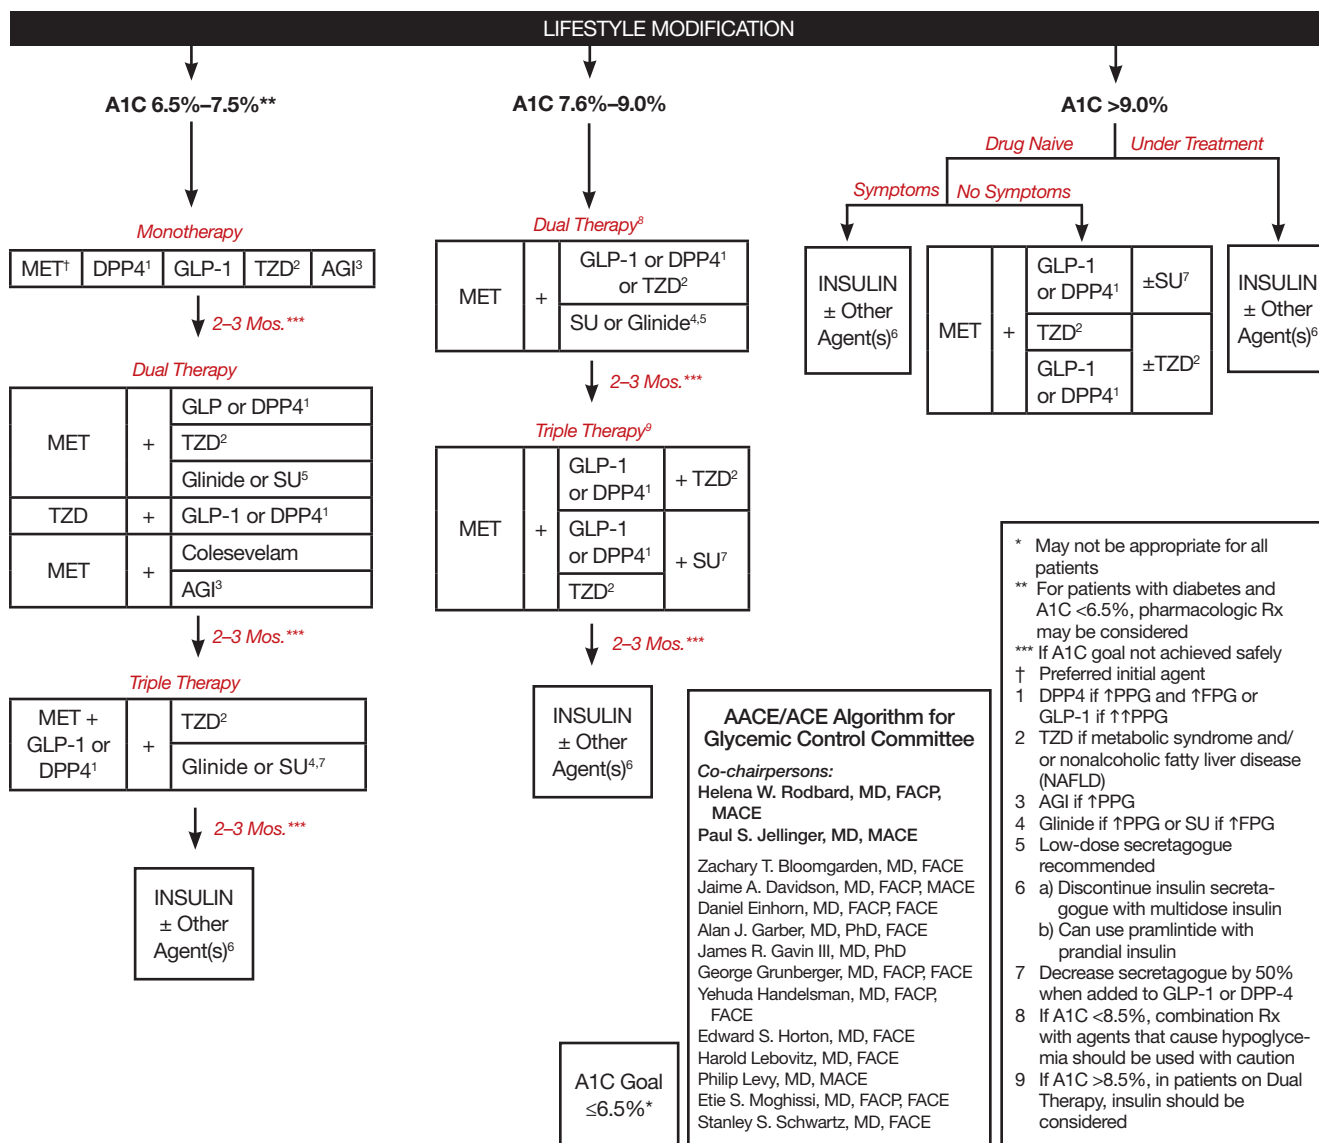 LIFESTYLE MODIFICATION
A1C 6.5%–7.5%**
Monotherapy
MET† DPP4¹ GLP-1 TZD² AGI³
2–3 Mos.***
Dual Therapy
MET + GLP or DPP4¹
TZD²
Glinide or SU⁵
TZD + GLP-1 or DPP4¹
MET + Colesevelam
AGI³
2–3 Mos.***
Triple Therapy
MET +
GLP-1 or
DPP4¹
+
TZD²
Glinide or SU⁴,⁷
2–3 Mos.***
INSULIN
± Other
Agent(s)⁶
A1C 7.6%–9.0%
Dual Therapy⁸
MET +
GLP-1 or DPP4¹
or TZD²
SU or Glinide⁴,⁵
2–3 Mos.***
Triple Therapy⁹
MET +
GLP-1
or DPP4¹
+ TZD²
GLP-1
or DPP4¹
TZD²
+ SU⁷
2–3 Mos.***
INSULIN
± Other
Agent(s)⁶
A1C >9.0%
Drug Naive Under Treatment
Symptoms No Symptoms
INSULIN
± Other
Agent(s)⁶
MET +
GLP-1
or DPP4¹
±SU⁷
TZD²
GLP-1
or DPP4¹
±TZD²
INSULIN
± Other
Agent(s)⁶
A1C Goal
≤6.5%*
AACE/ACE Algorithm for
Glycemic Control Committee
Co-chairpersons:
Helena W. Rodbard, MD, FACP,
MACE
Paul S. Jellinger, MD, MACE
Zachary T. Bloomgarden, MD, FACE
Jaime A. Davidson, MD, FACP, MACE
Daniel Einhorn, MD, FACP, FACE
Alan J. Garber, MD, PhD, FACE
James R. Gavin III, MD, PhD
George Grunberger, MD, FACP, FACE
Yehuda Handelsman, MD, FACP,
FACE
Edward S. Horton, MD, FACE
Harold Lebovitz, MD, FACE
Philip Levy, MD, MACE
Etie S. Moghissi, MD, FACP, FACE
Stanley S. Schwartz, MD, FACE
* May not be appropriate for all
patients
** For patients with diabetes and
A1C <6.5%, pharmacologic Rx
may be considered
*** If A1C goal not achieved safely
† Preferred initial agent
1 DPP4 if ↑PPG and ↑FPG or
GLP-1 if ↑↑PPG
2 TZD if metabolic syndrome and/
or nonalcoholic fatty liver disease
(NAFLD)
3 AGI if ↑PPG
4 Glinide if ↑PPG or SU if ↑FPG
5 Low-dose secretagogue
recommended
6 a) Discontinue insulin secreta-
gogue with multidose insulin
b) Can use pramlintide with
prandial insulin
7 Decrease secretagogue by 50%
when added to GLP-1 or DPP-4
8 If A1C <8.5%, combination Rx
with agents that cause hypoglyce-
mia should be used with caution
9 If A1C >8.5%, in patients on Dual
Therapy, insulin should be
considered